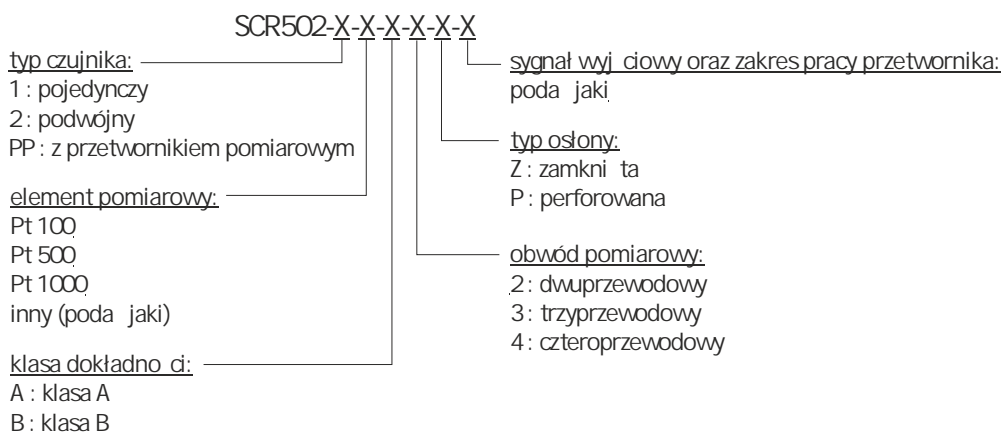 SCR502-X-X-X-X-X-X
typ czujnika:
1 : pojedynczy
2 : podwójny
PP : z przetwornikiem pomiarowym
element pomiarowy:
Pt 100
Pt 500
Pt 1000
inny (poda jaki)
klasa dokładno ci:
A : klasa A
B : klasa B
sygnał wyj ciowy oraz zakres pracy przetwornika:
poda jaki
typ osłony:
Z : zamkni ta
P : perforowana
obwód pomiarowy:
2 : dwuprzewodowy
3 : trzyprzewodowy
4 : czteroprzewodowy